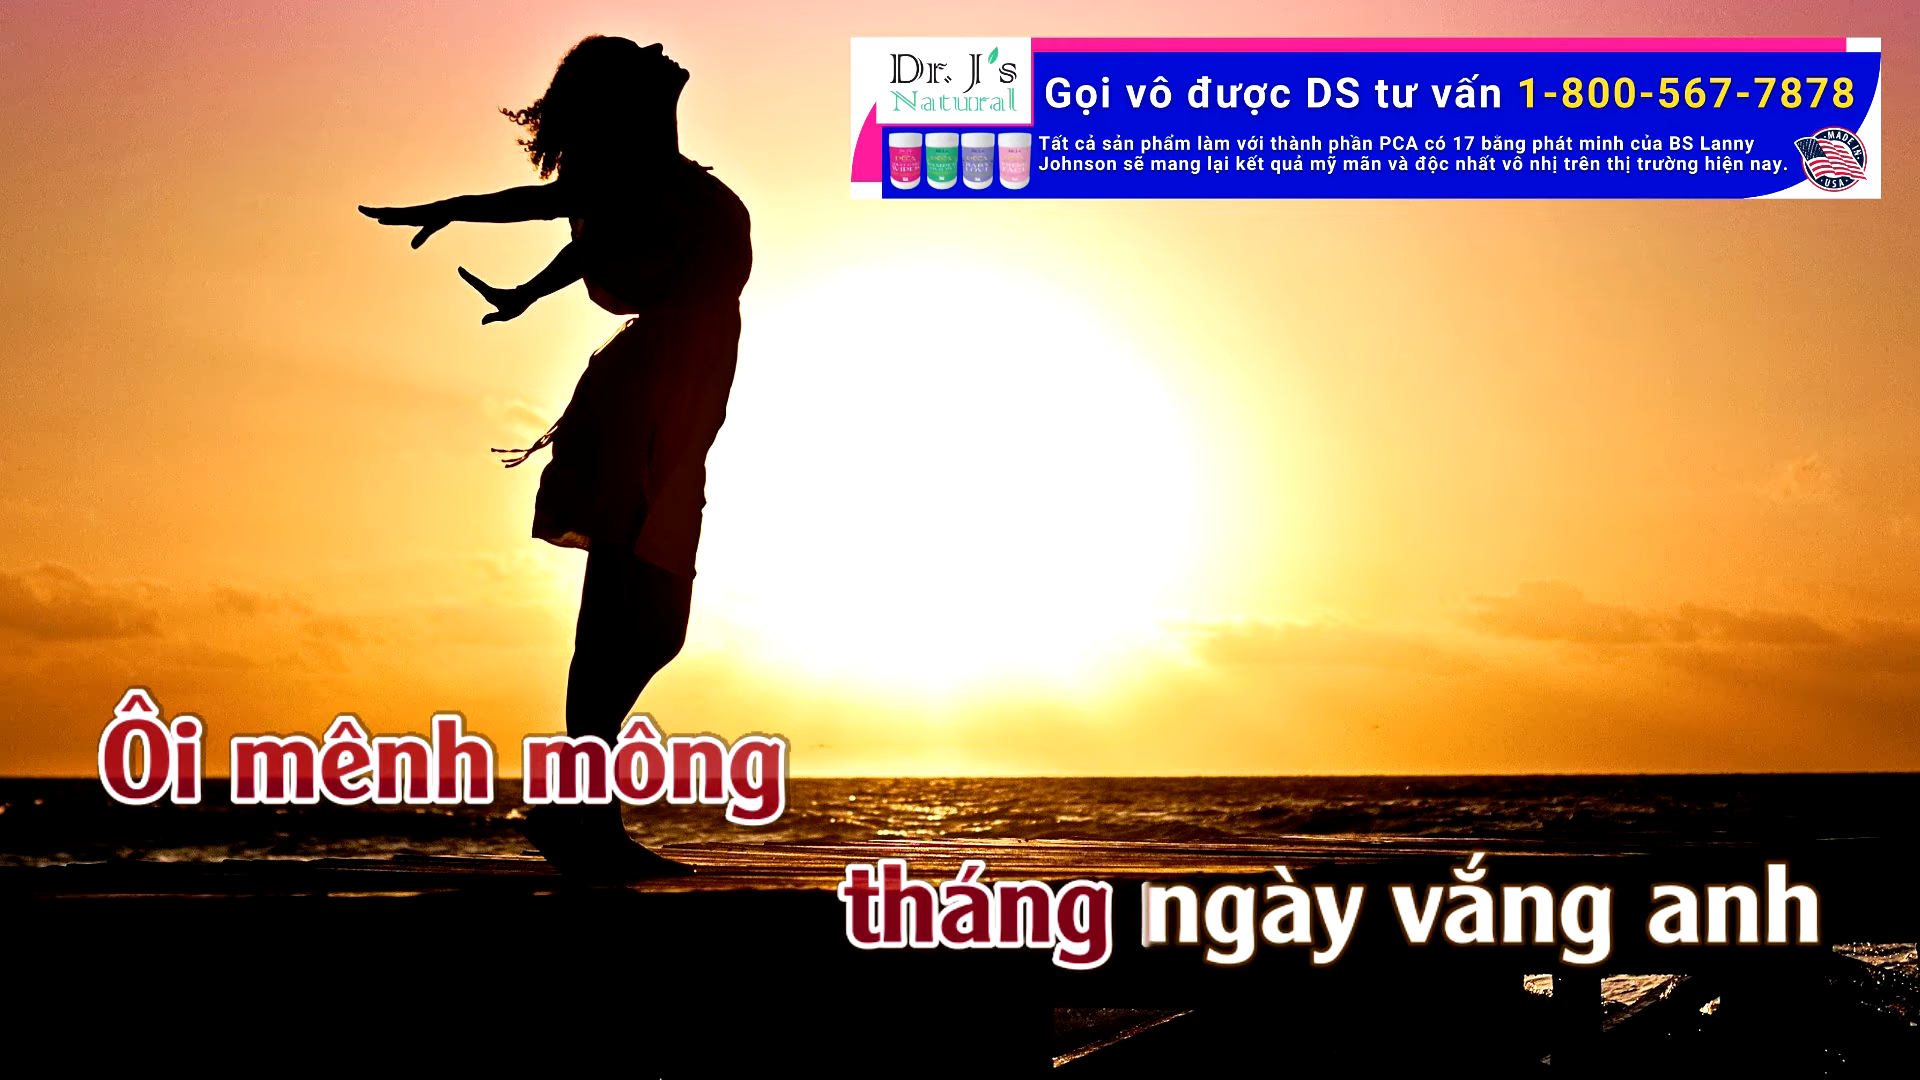 Dr. J's
Natural
Gọi vô được DS tư vấn 1-800-567-7878
Tất cả sản phẩm làm với thành phần PCA có 17 bằng phát minh của BS Lanny
Johnson sẽ mang lại kết quả mỹ mãn và độc nhất vô nhị trên thị trường hiện nay.
MADE IN
USA
Ôi mênh mông
tháng ngày vắng anh